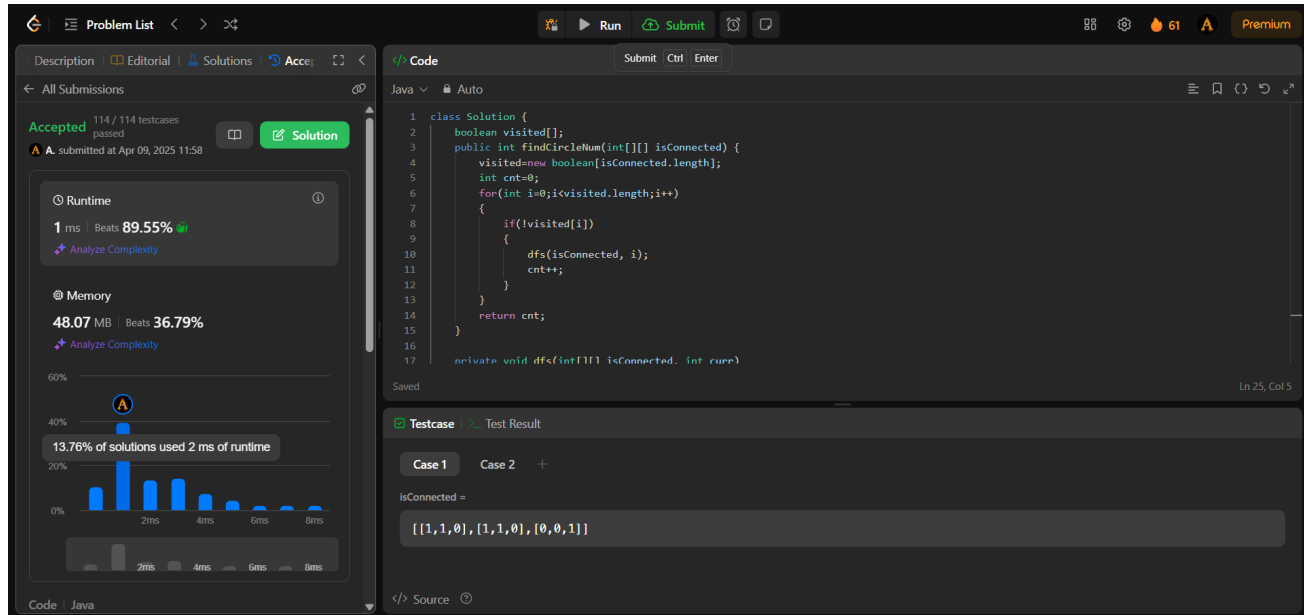 Problem List
Run
Submit
61
A
Premium
Description
Editorial
Solutions
Accep
All Submissions
Accepted
114 / 114 testcases
passed
A. submitted at Apr 09, 2025 11:58
Solution
Runtime
1 ms | Beats 89.55%
Analyze Complexity
Memory
48.07 MB | Beats 36.79%
Analyze Complexity
60%
A
40%
13.76% of solutions used 2 ms of runtime
20%
0%
2ms 4ms 6ms 8ms
2ms 4ms 6ms 8ms
Code | Java
</> Code
Submit Ctrl Enter
Java
Auto
1 class Solution {
2 boolean visited[];
3 public int findCircleNum(int[][] isConnected) {
4 visited=new boolean[isConnected.length];
5 int cnt=0;
6 for(int i=0;i<visited.length;i++)
7 {
8 if(!visited[i])
9 {
10 dfs(isConnected, i);
11 cnt++;
12 }
13 }
14 return cnt;
15 }
16
17 private void dfs(int[][] isConnected, int curr)
Saved
Ln 25, Col 5
Testcase
>_ Test Result
Case 1
Case 2
+
isConnected =
[[1,1,0],[1,1,0],[0,0,1]]
</> Source